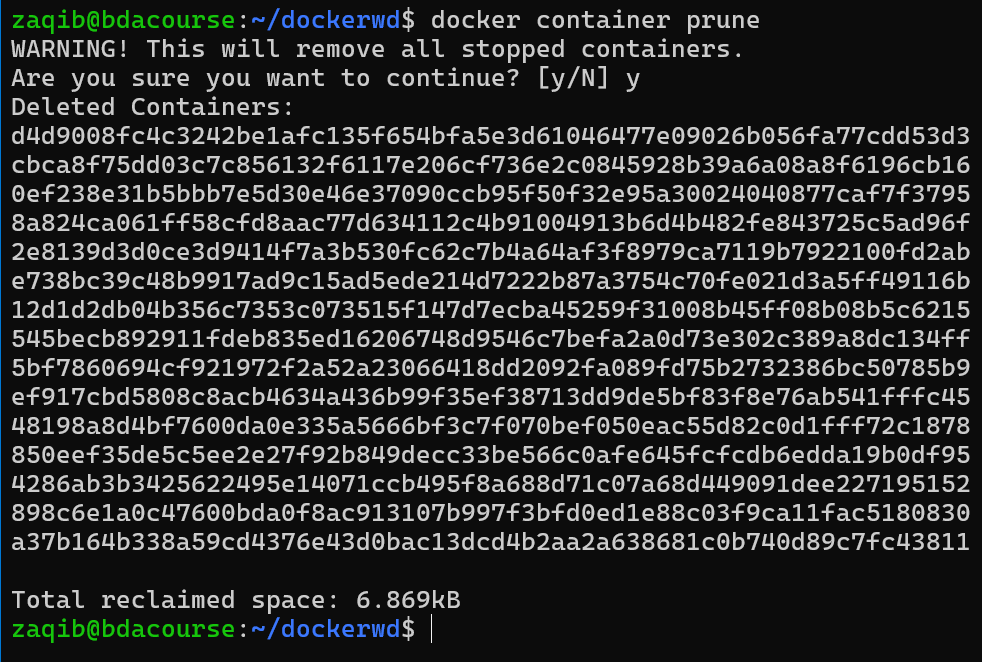 zaqib@bdacourse:~/dockerwd$ docker container prune
WARNING! This will remove all stopped containers.
Are you sure you want to continue? [y/N] y
Deleted Containers:
d4d9008fc4c3242be1afc135f654bfa5e3d61046477e09026b056fa77cdd53d3
cbca8f75dd03c7c856132f6117e206cf736e2c0845928b39a6a08a8f6196cb16
0ef238e31b5bbb7e5d30e46e37090ccb95f50f32e95a30024040877caf7f3795
8a824ca061ff58cfd8aac77d634112c4b91004913b6d4b482fe843725c5ad96f
2e8139d3d0ce3d9414f7a3b530fc62c7b4a64af3f8979ca7119b7922100fd2ab
e738bc39c48b9917ad9c15ad5ede214d7222b87a3754c70fe021d3a5ff49116b
12d1d2db04b356c7353c073515f147d7ecba45259f31008b45ff08b08b5c6215
545becb892911fdeb835ed16206748d9546c7befa2a0d73e302c389a8dc134ff
5bf7860694cf921972f2a52a23066418dd2092fa089fd75b2732386bc50785b9
ef917cbd5808c8acb4634a436b99f35ef38713dd9de5bf83f8e76ab541fffc45
48198a8d4bf7600da0e335a5666bf3c7f070bef050eac55d82c0d1fff72c1878
850eef35de5c5ee2e27f92b849decc33be566c0afe645fcfcdb6edda19b0df95
4286ab3b3425622495e14071ccb495f8a688d71c07a68d449091dee227195152
898c6e1a0c47600bda0f8ac913107b997f3bfd0ed1e88c03f9ca11fac5180830
a37b164b338a59cd4376e43d0bac13dcd4b2aa2a638681c0b740d89c7fc43811
Total reclaimed space: 6.869kB
zaqib@bdacourse:~/dockerwd$